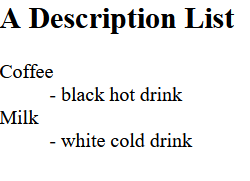 A Description List
Coffee
- black hot drink
Milk
- white cold drink